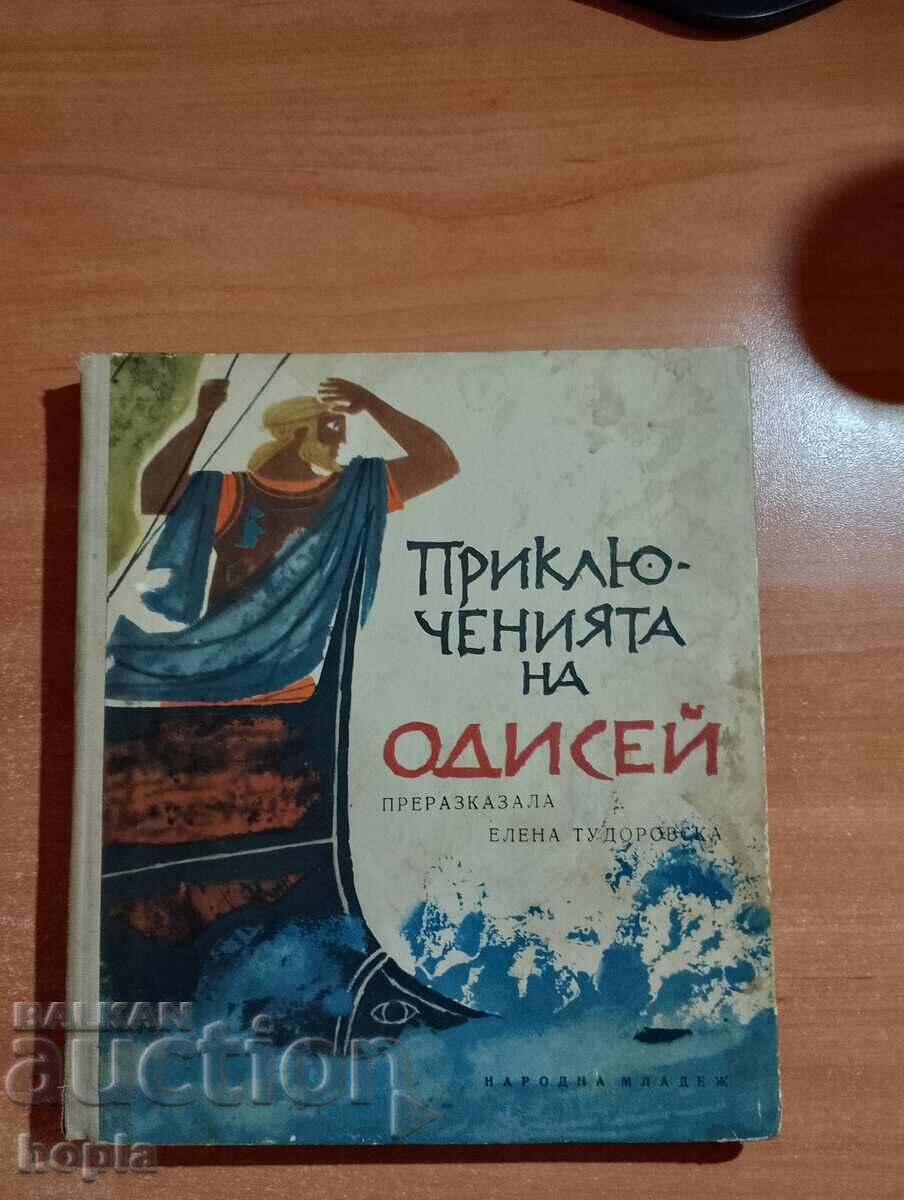 ПРИКЛЮ-
ЧЕНИЯТА
НА
ОДИСЕЙ
ПРЕРАЗКАЗАЛА
ЕЛЕНА ТУДОРОВСКА
НАРОДНА МЛАДЕЖ
BALKAN
auction
hopla